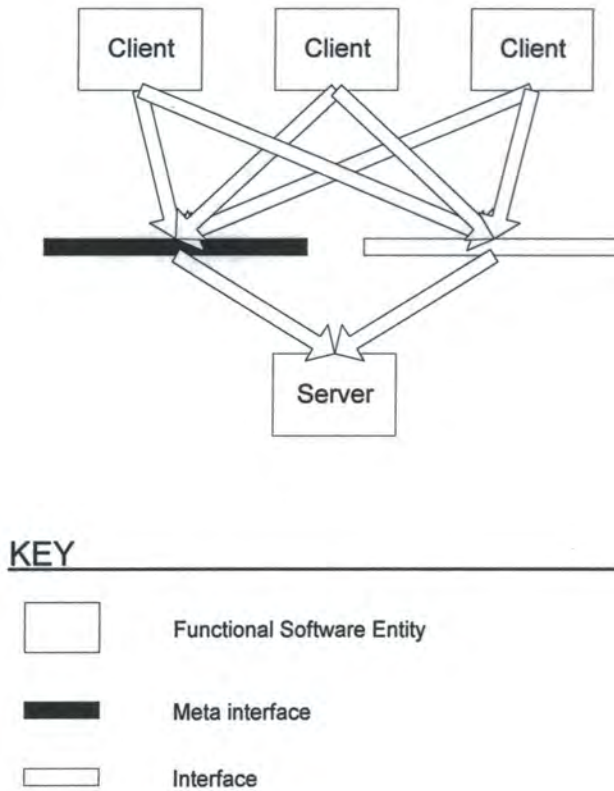 Client Client Client
Server
KEY
Functional Software Entity
Meta interface
Interface